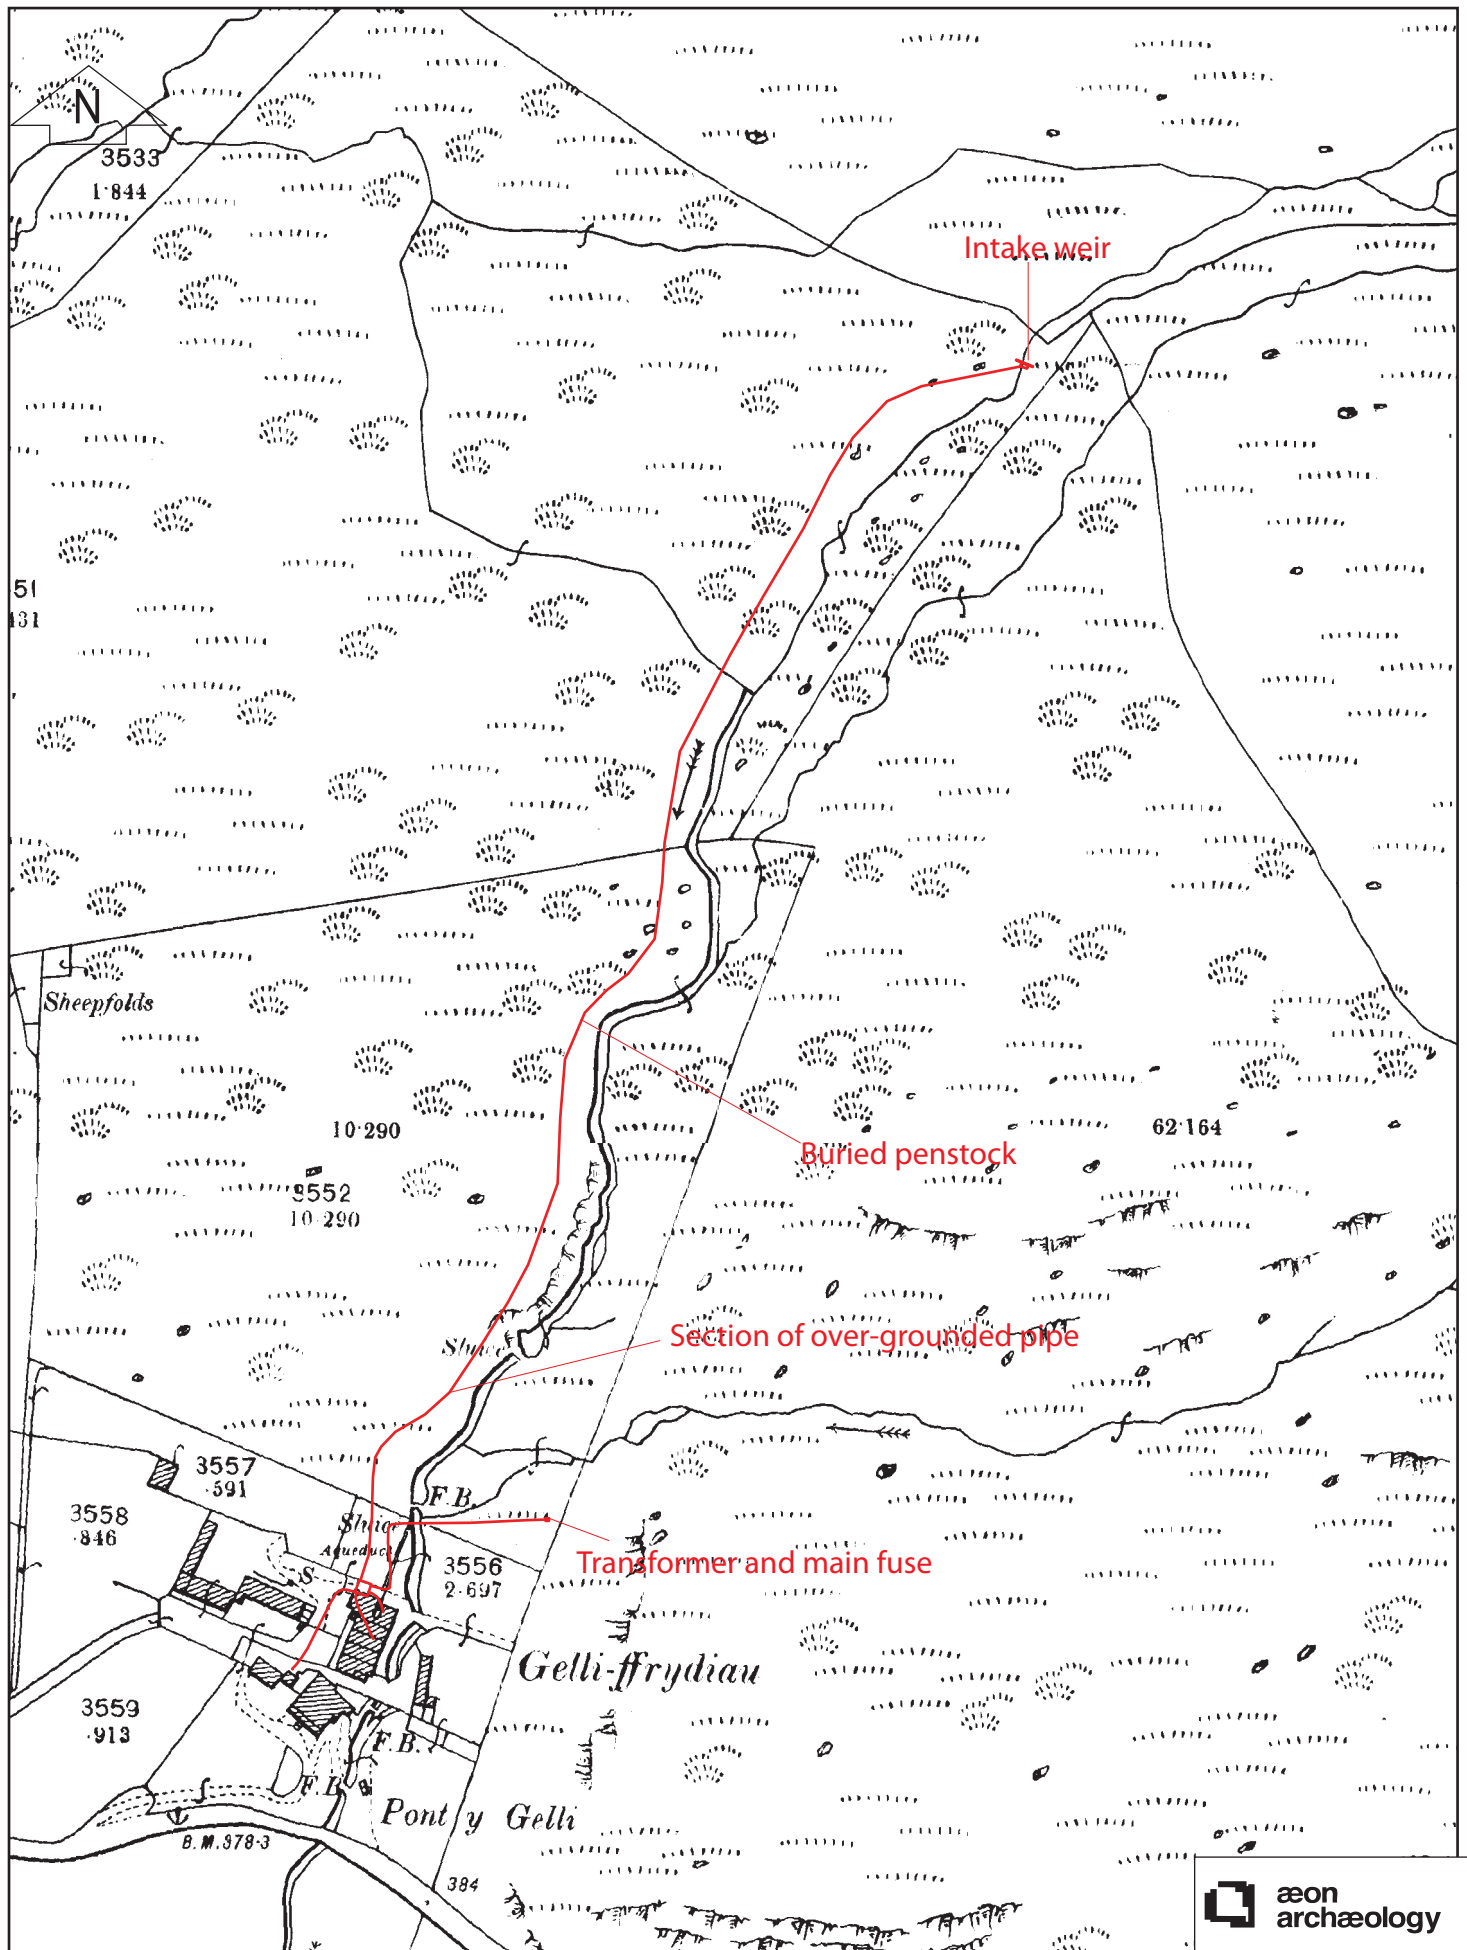 N
3533
1·844
Intake weir
51
131
Sheepfolds
10·290
Buried penstock
62·164
3552
10·290
Section of over-grounded pipe
3557
·591
F.B.
3558
·846
Aqueduct
3556
2·697
Transformer and main fuse
S
Gelli-ffrydiau
3559
·913
F.B.
F.B.
Pont y Gelli
B.M.378·3
384
æon
archæology